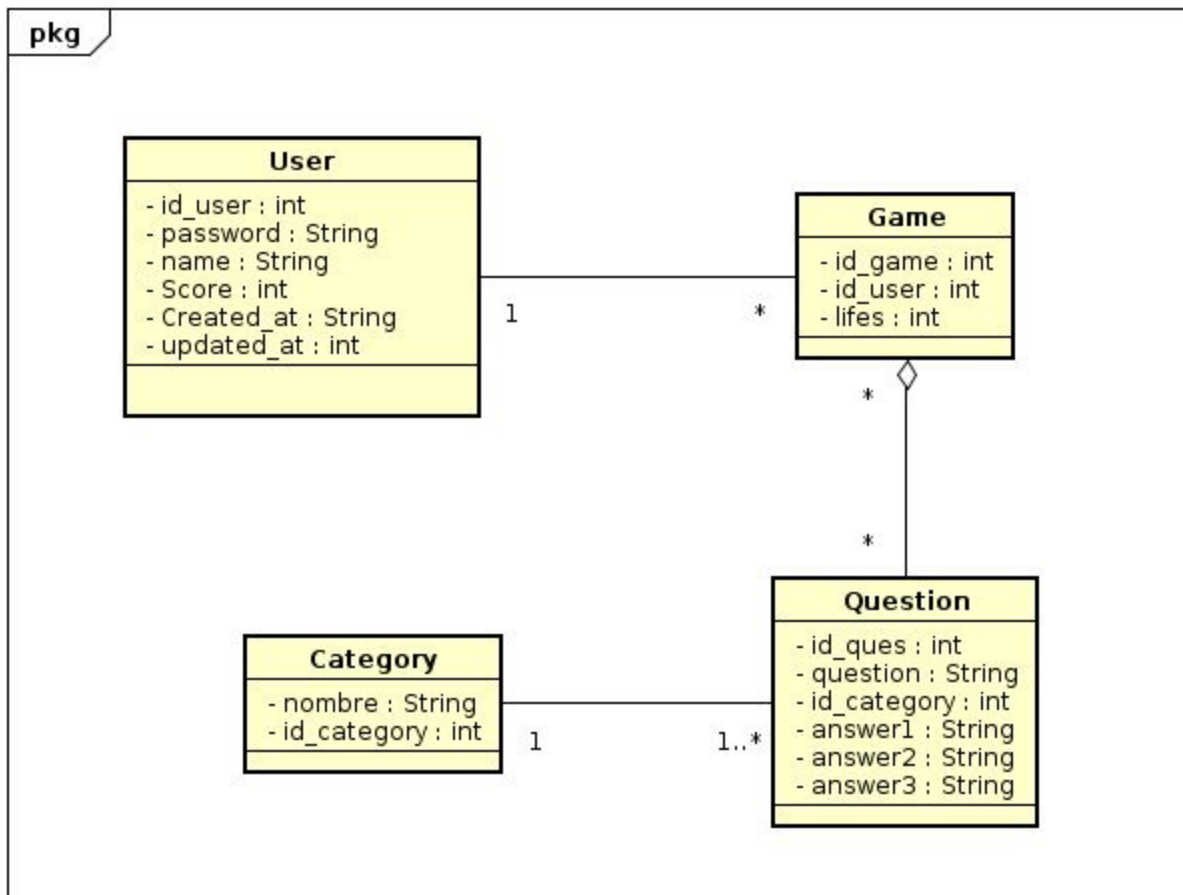 pkg
User
- id_user : int
- password : String
- name : String
- Score : int
- Created_at : String
- updated_at : int
1
*
Game
- id_game : int
- id_user : int
- lifes : int
*
*
Category
- nombre : String
- id_category : int
1
1..*
Question
- id_ques : int
- question : String
- id_category : int
- answer1 : String
- answer2 : String
- answer3 : String